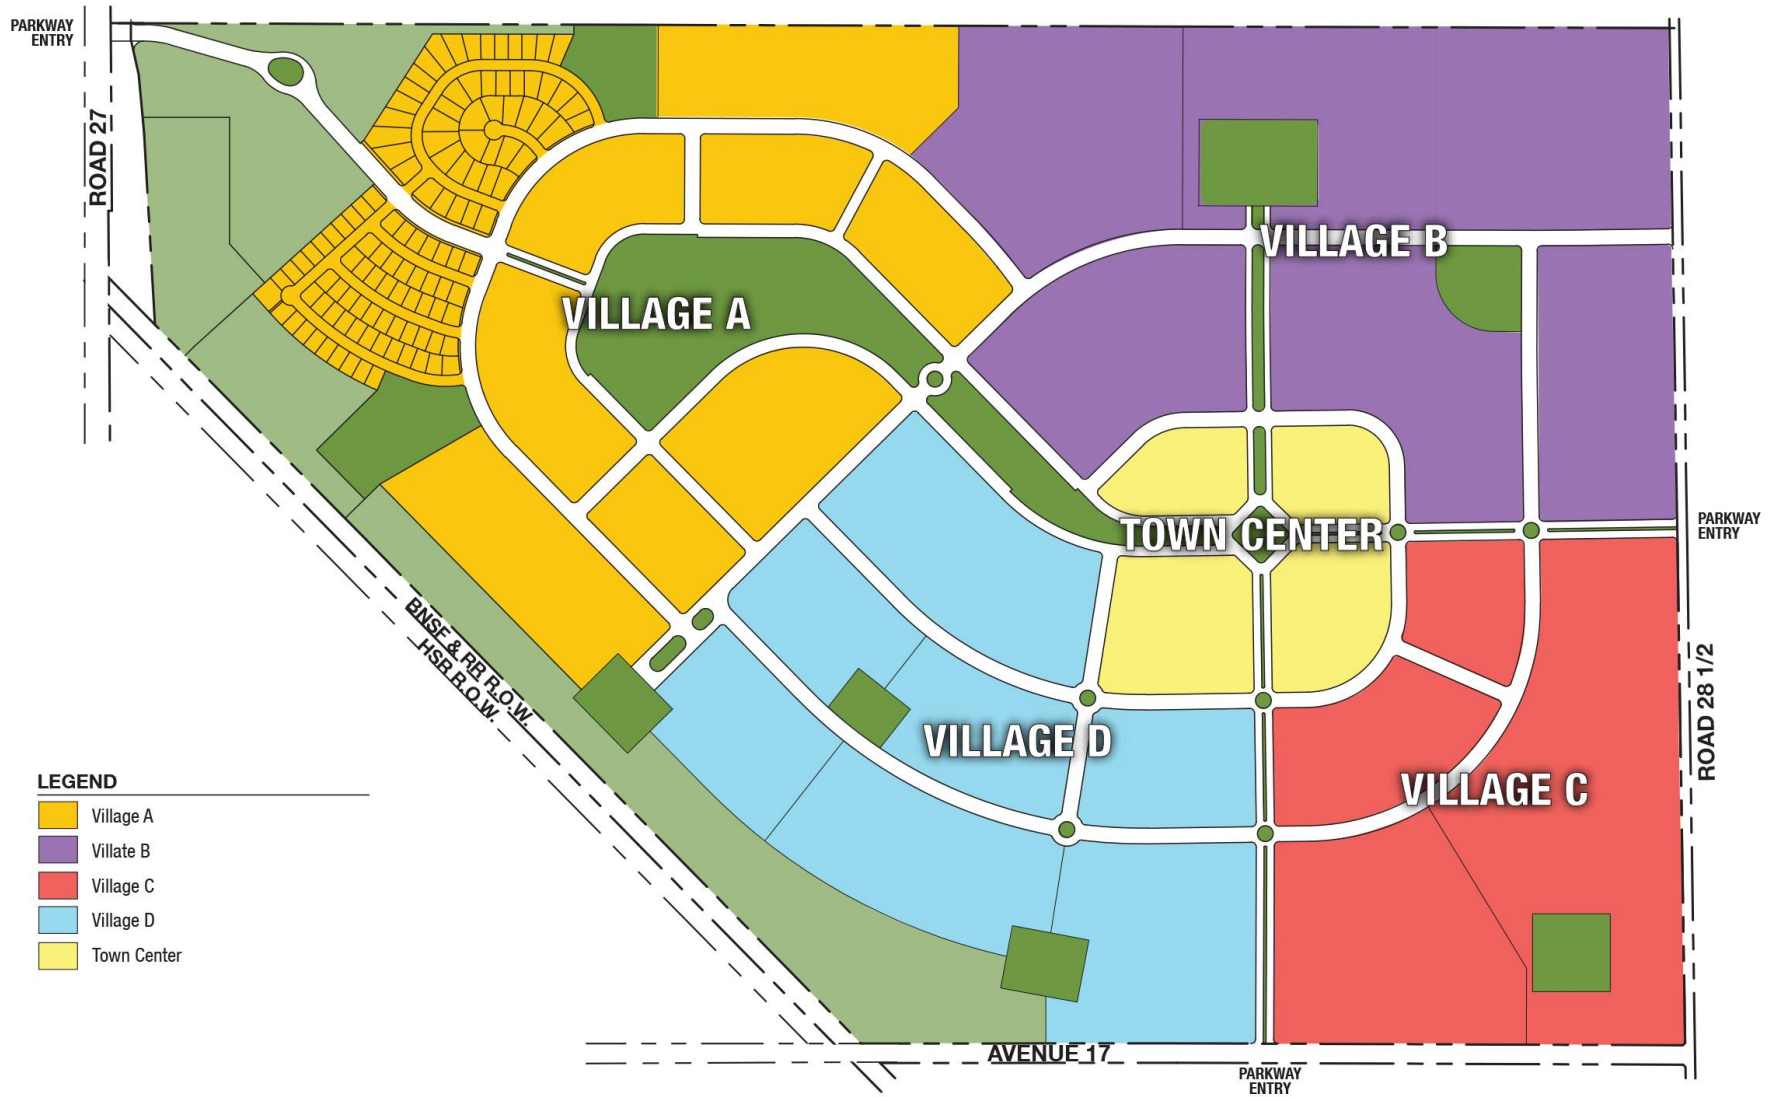 PARKWAY
ENTRY
ROAD 27
VILLAGE B
VILLAGE A
TOWN CENTER
PARKWAY
ENTRY
BNSF & RR R.O.W.
HSR R.O.W.
ROAD 28 1/2
VILLAGE D
VILLAGE C
LEGEND
Village A
Villate B
Village C
Village D
Town Center
AVENUE 17
PARKWAY
ENTRY